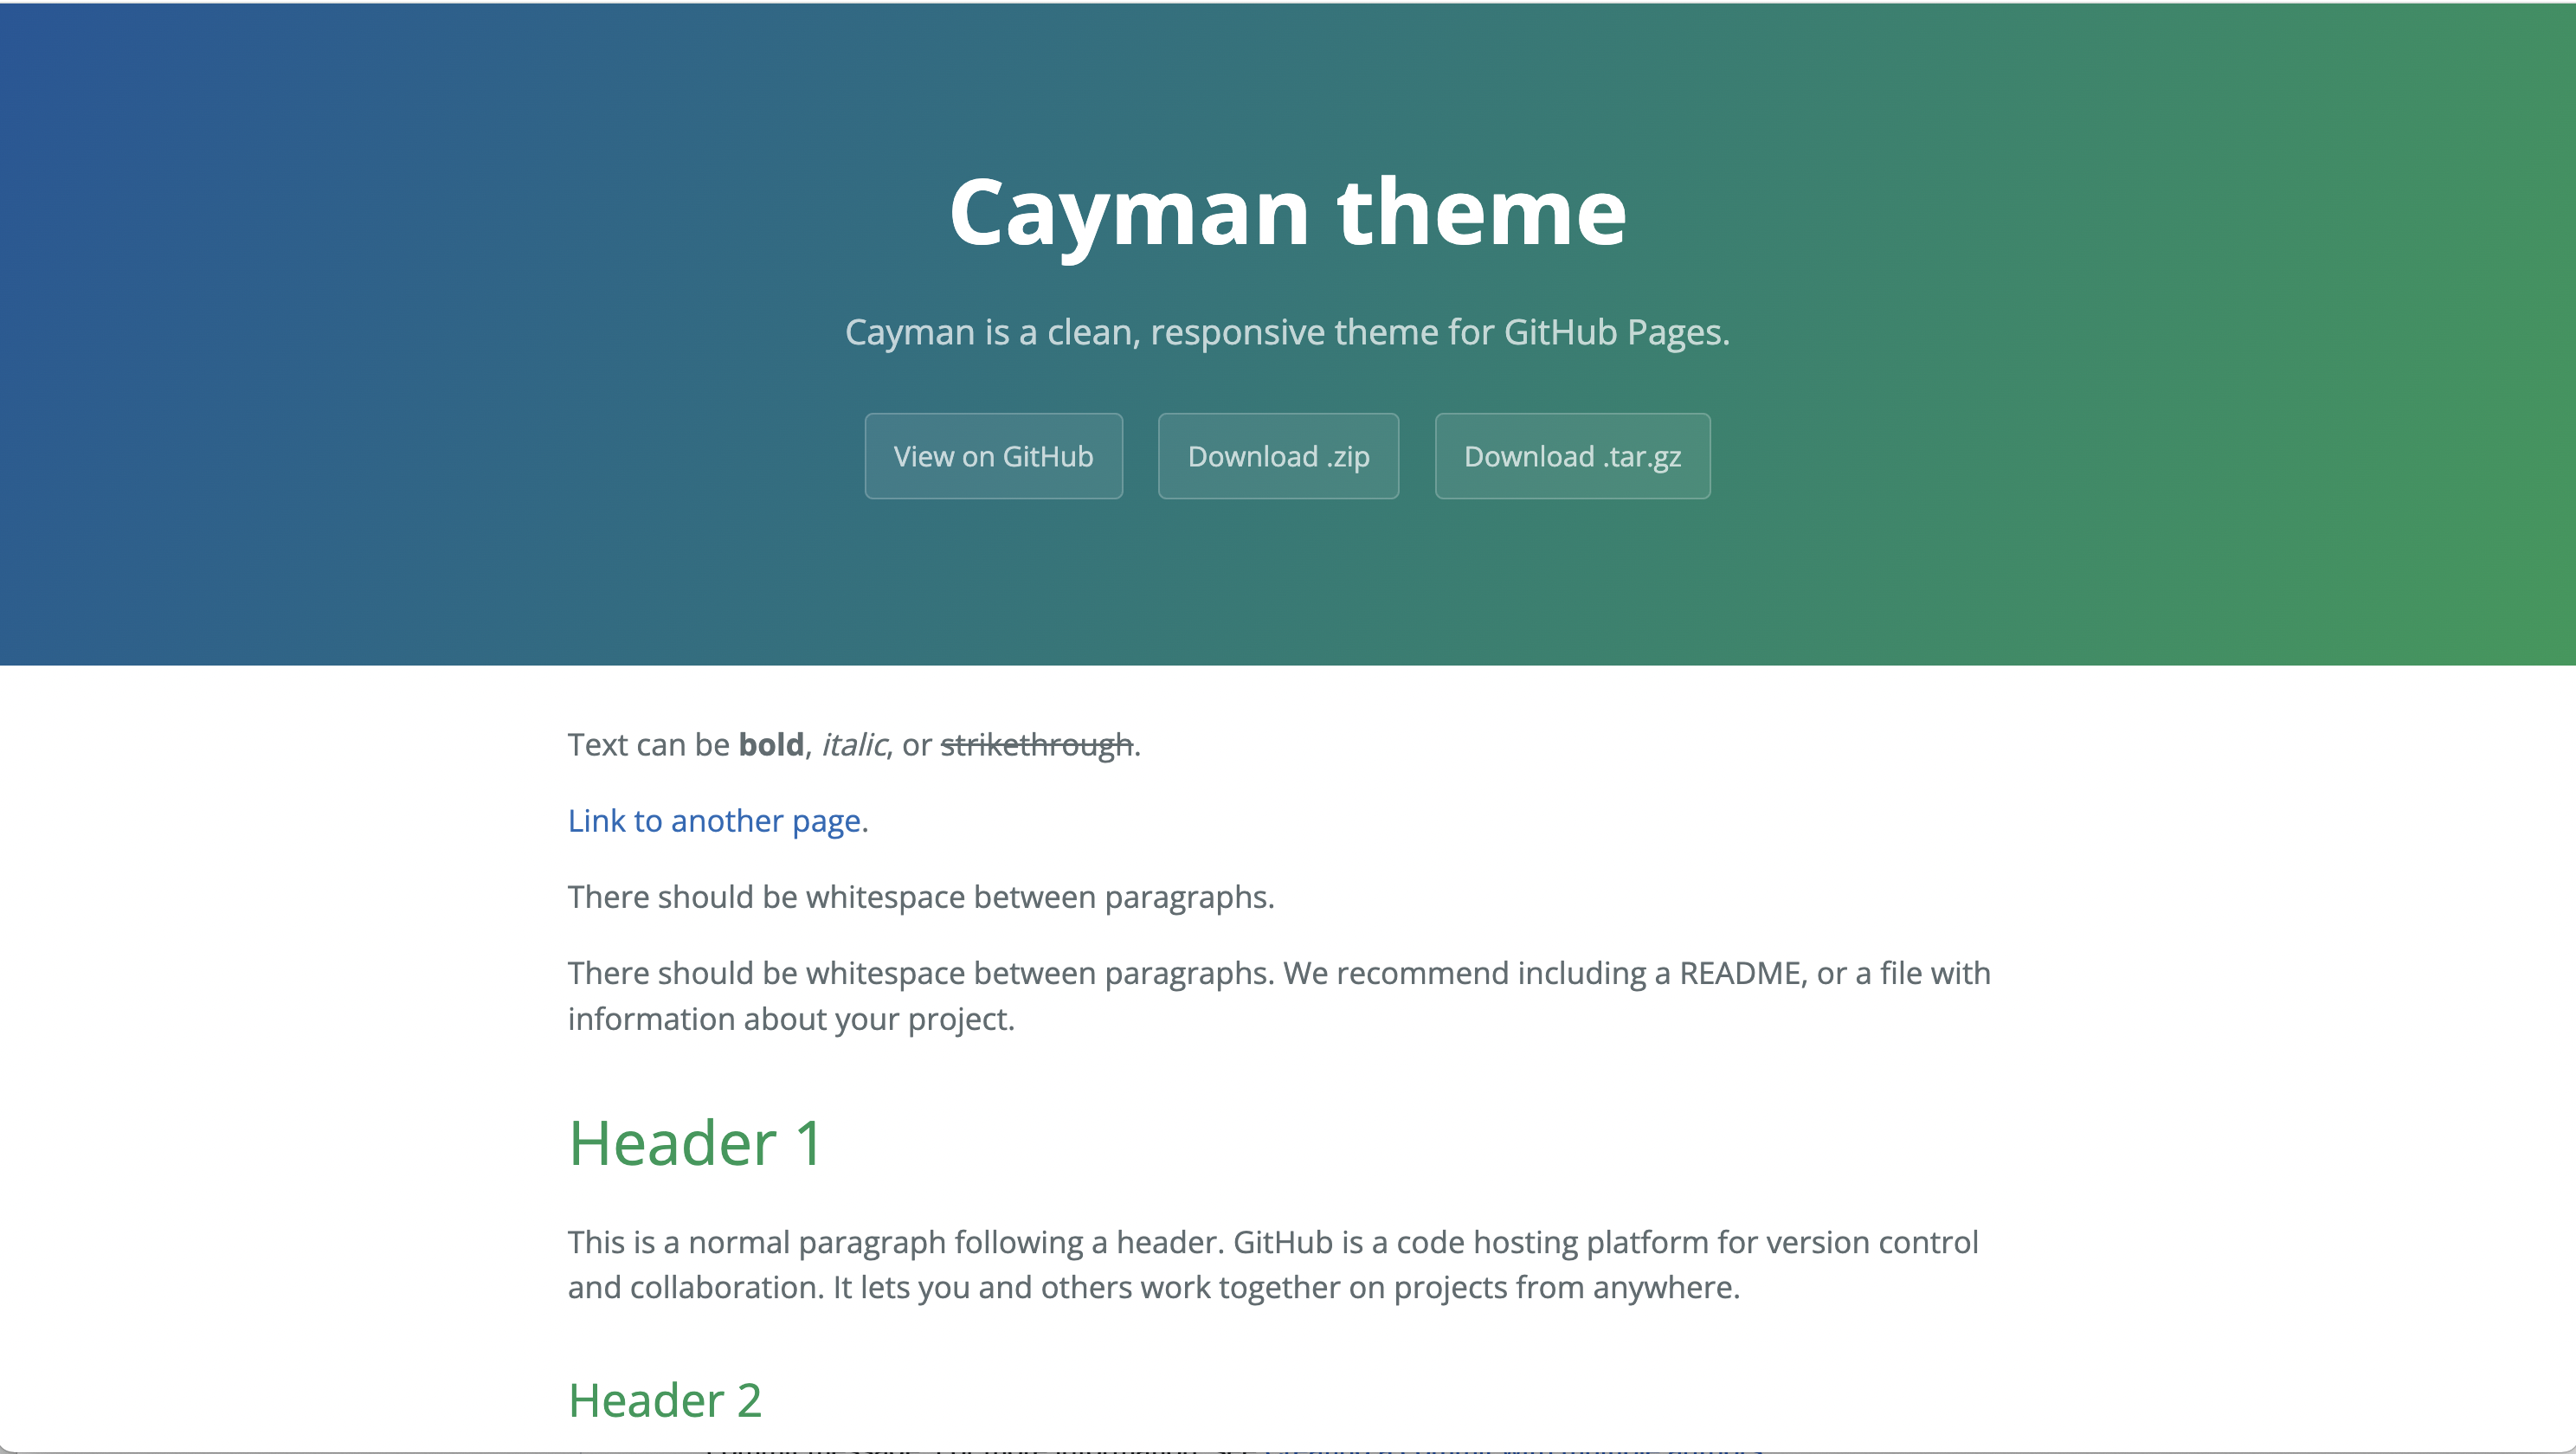 Cayman theme
Cayman is a clean, responsive theme for GitHub Pages.
View on GitHub
Download .zip
Download .tar.gz
Text can be bold, italic, or strikethrough.
Link to another page.
There should be whitespace between paragraphs.
There should be whitespace between paragraphs. We recommend including a README, or a file with
information about your project.
Header 1
This is a normal paragraph following a header. GitHub is a code hosting platform for version control
and collaboration. It lets you and others work together on projects from anywhere.
Header 2